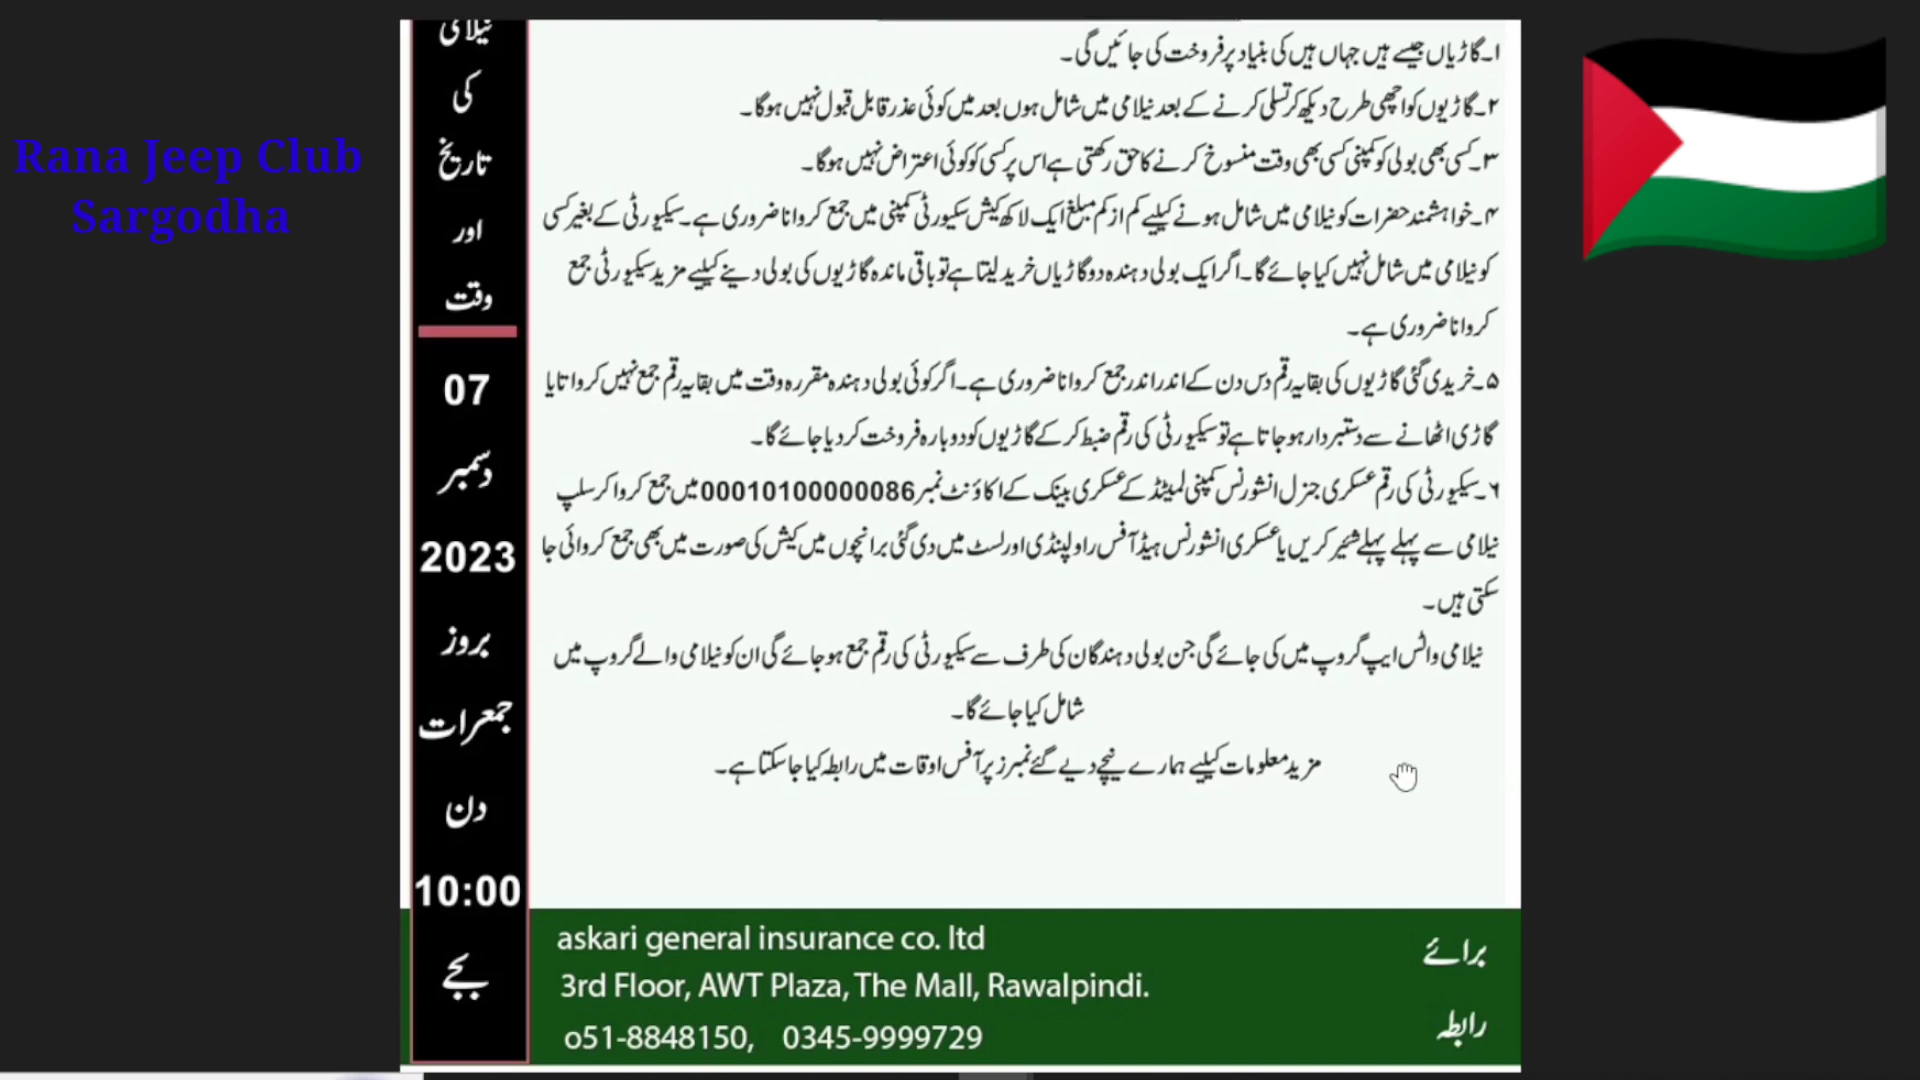 Rana Jeep Club
Sargodha
نیلامی
کی
تاریخ
اور
وقت
07
دسمبر
2023
بروز
جمعرات
دن
10:00
بجے
۱۔گاڑیاں جیسے ہیں جہاں ہیں کی بنیاد پر فروخت کی جائیں گی۔
۲۔گاڑیوں کو اچھی طرح دیکھ کر تسلی کرنے کے بعد نیلامی میں شامل ہوں بعد میں کوئی عذر قابل قبول نہیں ہوگا۔
۳۔کسی بھی بولی کو کمپنی کسی بھی وقت منسوخ کرنے کا حق رکھتی ہے اس پر کسی کو کوئی اعتراض نہیں ہوگا۔
۴۔خواہشمند حضرات کو نیلامی میں شامل ہونے کیلیے کم از کم مبلغ ایک لاکھ کیش سکیورٹی کمپنی میں جمع کروانا ضروری ہے۔سیکیورٹی کے بغیر کسی
کو نیلامی میں شامل نہیں کیا جائے گا۔اگر ایک بولی دہندہ دو گاڑیاں خرید لیتا ہے تو باقی ماندہ گاڑیوں کی بولی دینے کیلیے مزید سیکیورٹی جمع
کروانا ضروری ہے۔
۵۔خریدی گئی گاڑیوں کی بقایہ رقم دس دن کے اندر اندر جمع کروانا ضروری ہے۔اگر کوئی بولی دہندہ مقررہ وقت میں بقایہ رقم جمع نہیں کرواتا یا
گاڑی اٹھانے سے دستبردار ہو جاتا ہے تو سیکیورٹی کی رقم ضبط کر کے گاڑیوں کو دوبارہ فروخت کر دیا جائے گا۔
۶۔سیکیورٹی کی رقم عسکری جنرل انشورنس کمپنی لمیٹڈ کے عسکری بینک کے اکاؤنٹ نمبر 00010100000086 میں جمع کروا کر سلپ
نیلامی سے پہلے پہلے شئیر کریں یا عسکری انشورنس ہیڈ آفس راولپنڈی اور لسٹ میں دی گئی برانچوں میں کیش کی صورت میں بھی جمع کروائی جا
سکتی ہیں۔
نیلامی واٹس ایپ گروپ میں کی جائے گی جن بولی دہندگان کی طرف سے سیکیورٹی کی رقم جمع ہو جائے گی ان کو نیلامی والے گروپ میں
شامل کیا جائے گا۔
مزید معلومات کیلیے ہمارے نیچے دیے گئے نمبرز پر آفس اوقات میں رابطہ کیا جا سکتا ہے۔
برائے
رابطہ
askari general insurance co. ltd
3rd Floor, AWT Plaza, The Mall, Rawalpindi.
o51-8848150, 0345-9999729